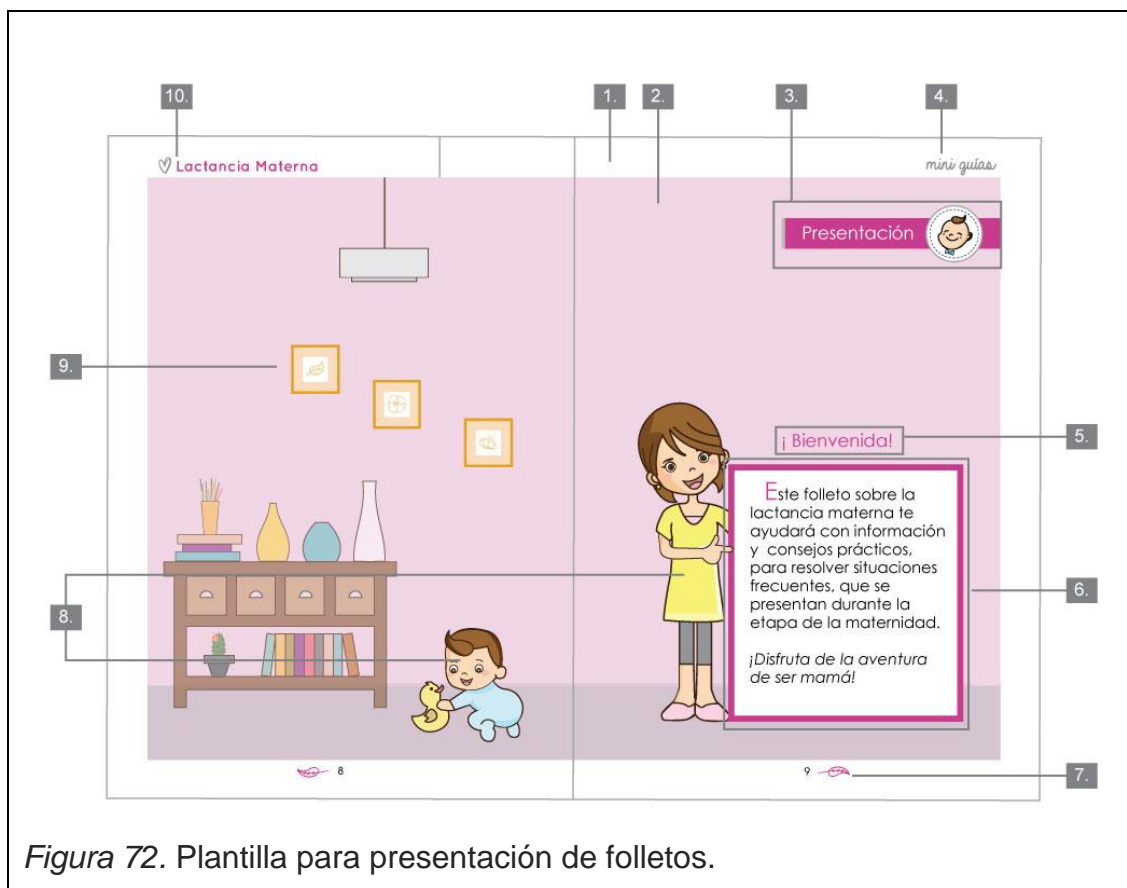 10.
1.
2.
3.
4.
Lactancia Materna
mini guías
Presentación
9.
¡ Bienvenida!
5.
Este folleto sobre la
lactancia materna te
ayudará con información
y consejos prácticos,
para resolver situaciones
frecuentes, que se
presentan durante la
etapa de la maternidad.
6.
8.
¡Disfruta de la aventura
de ser mamá!
8
9
7.
Figura 72. Plantilla para presentación de folletos.